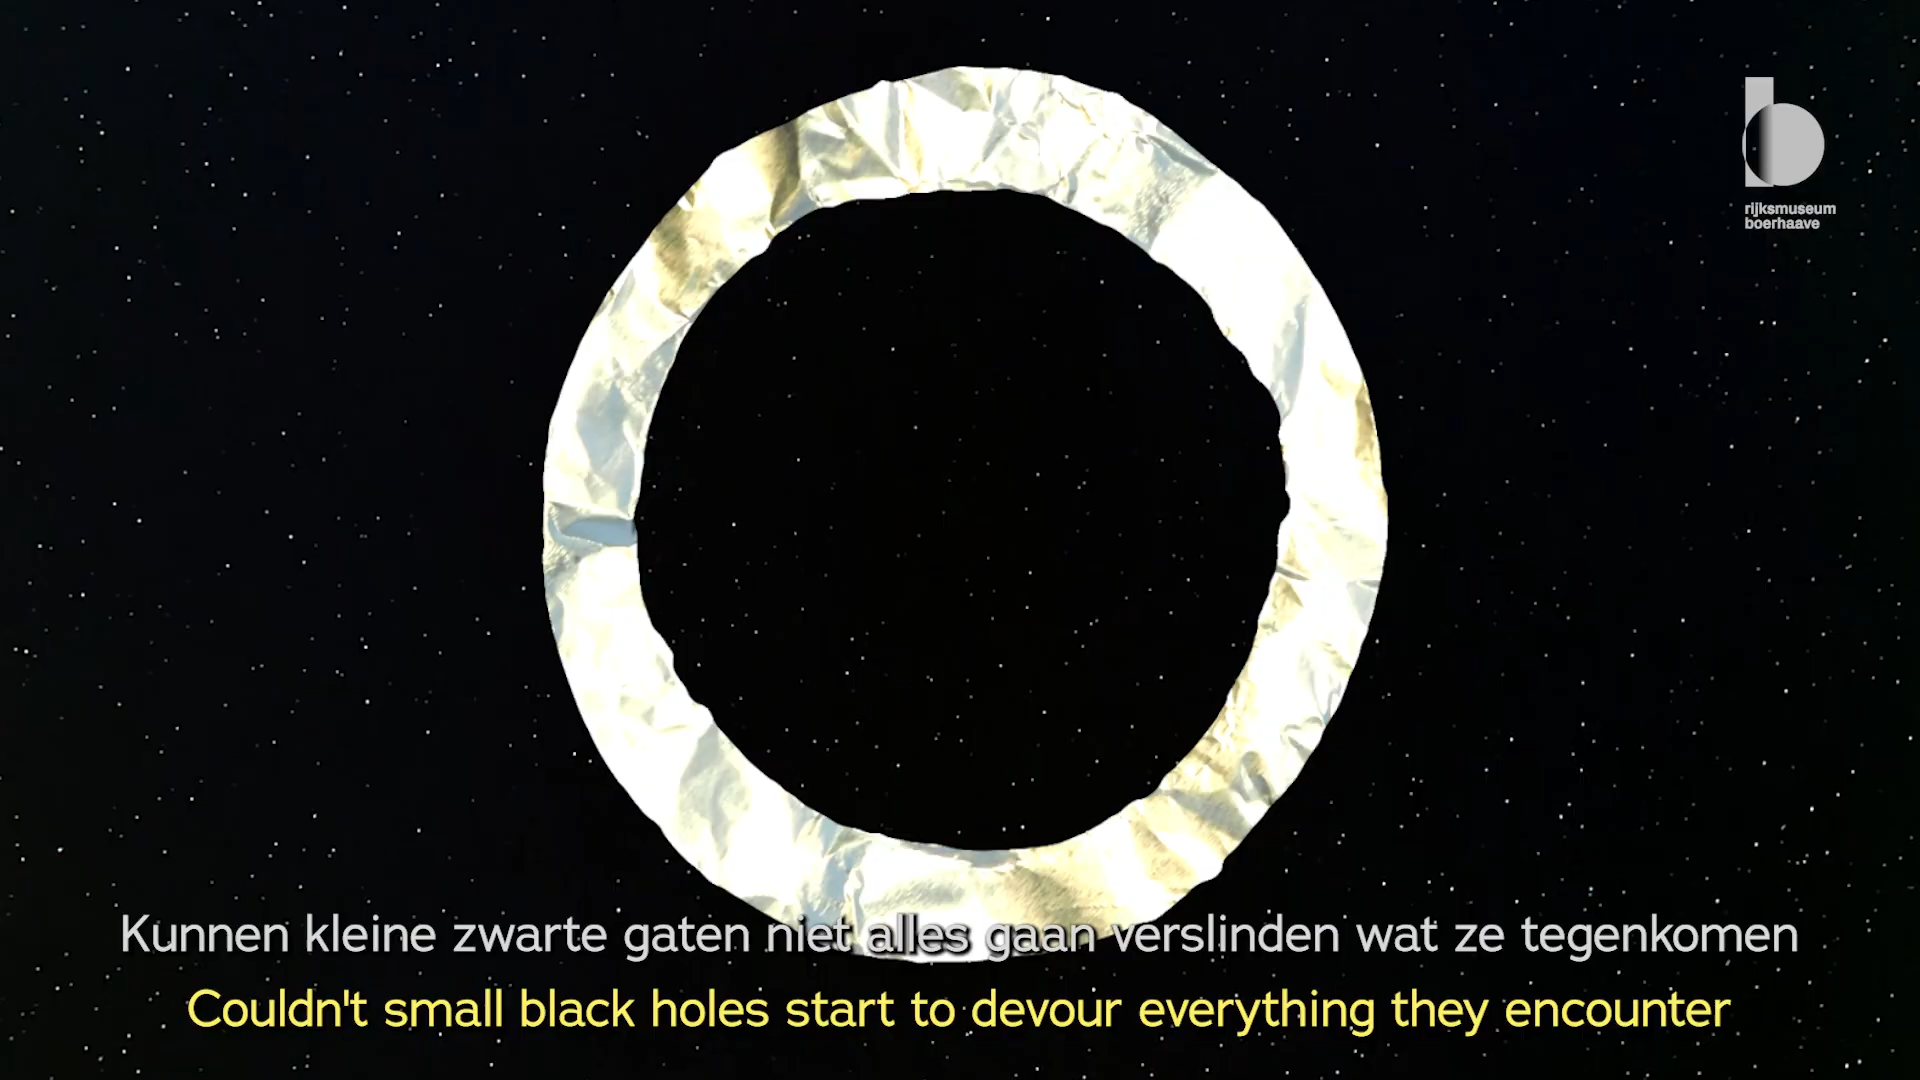 rijksmuseum
boerhaave
Kunnen kleine zwarte gaten niet alles gaan verslinden wat ze tegenkomen
Couldn't small black holes start to devour everything they encounter